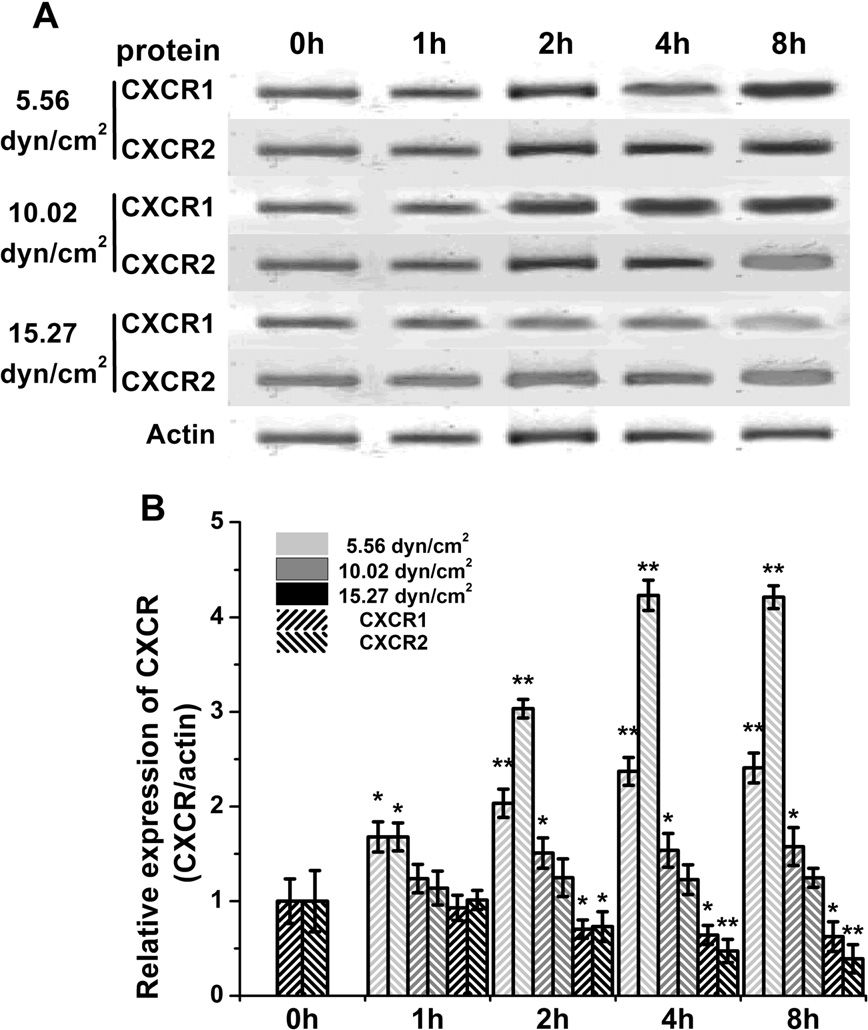 A
protein 0h 1h 2h 4h 8h
5.56 dyn/cm²
CXCR1
CXCR2
10.02 dyn/cm²
CXCR1
CXCR2
15.27 dyn/cm²
CXCR1
CXCR2
Actin
B
Relative expression of CXCR
(CXCR/actin)
5
4
3
2
1
0
5.56 dyn/cm²
10.02 dyn/cm²
15.27 dyn/cm²
CXCR1
CXCR2
* *
** ** * * *
** ** * * **
** ** * * **
0h 1h 2h 4h 8h